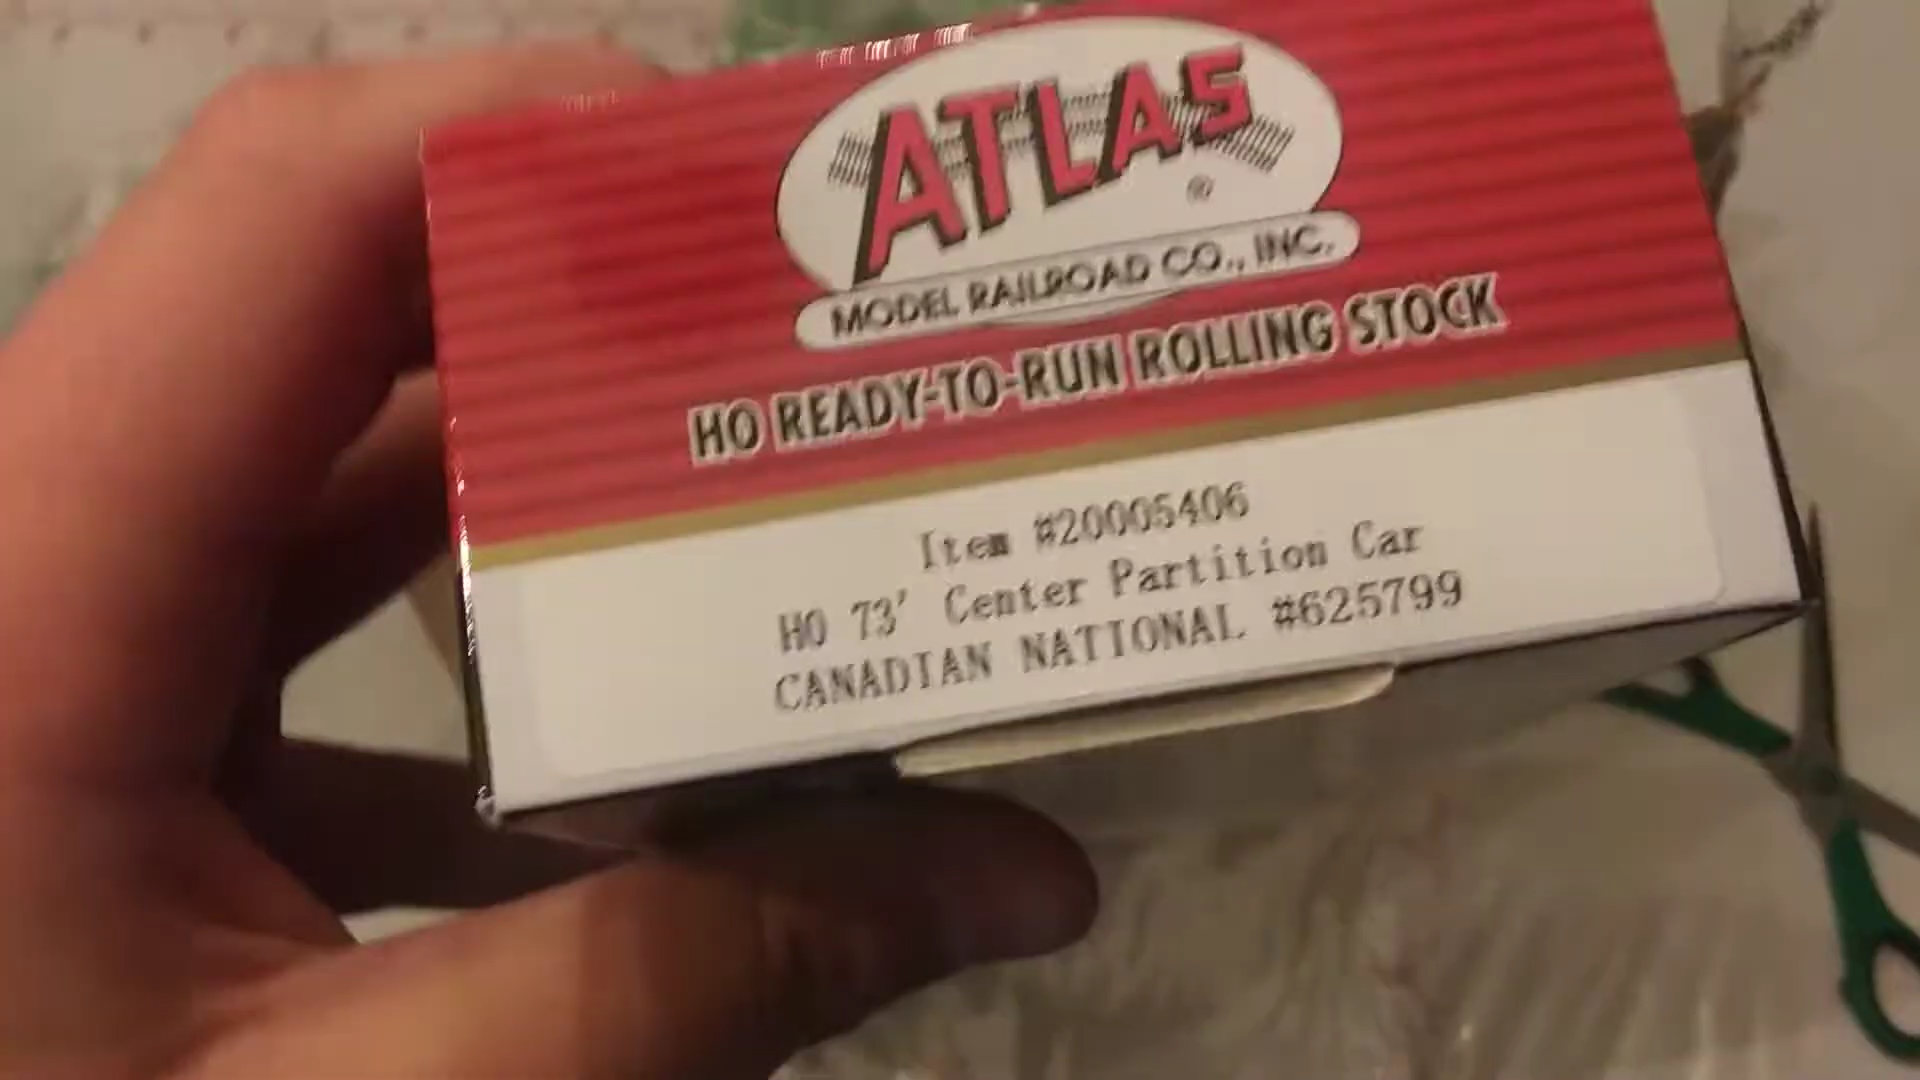 ATLAS
®
MODEL RAILROAD CO., INC.
HO READY-TO-RUN ROLLING STOCK
Item #20005406
HO 73' Center Partition Car
CANADIAN NATIONAL #625799